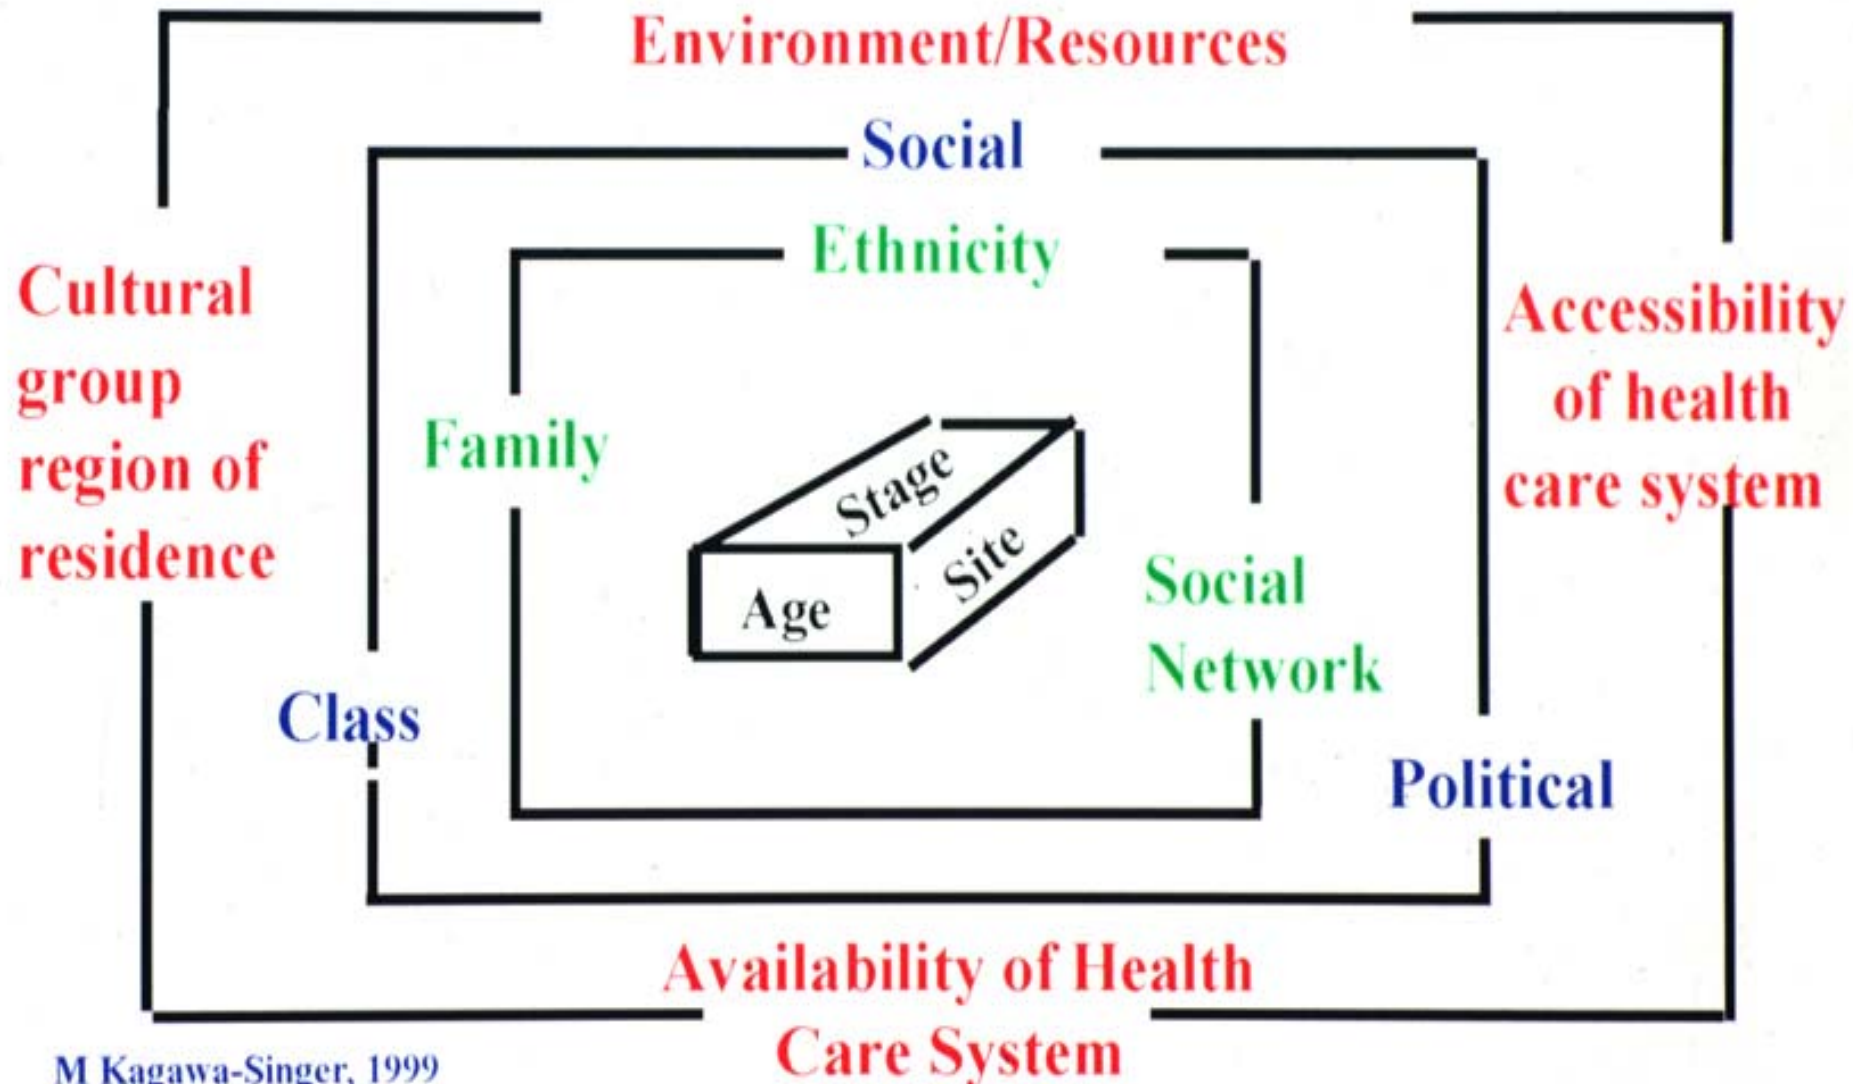 Environment/Resources
Social
Ethnicity
Cultural
group
region of
residence
Accessibility
of health
care system
Family
Stage
Site
Age
Social
Network
Class
Political
Availability of Health
Care System
M Kagawa-Singer, 1999